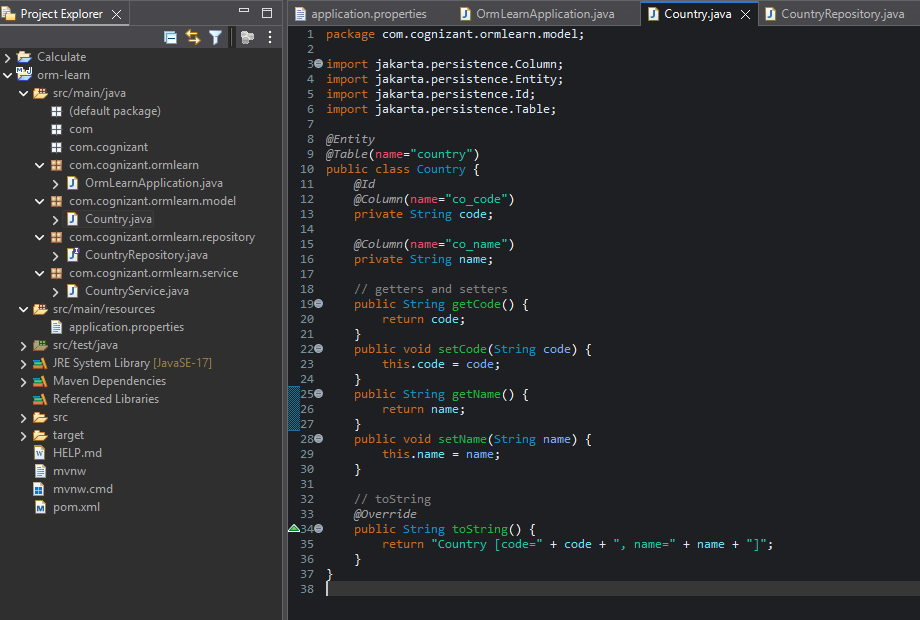 Project Explorer
Calculate
orm-learn
src/main/java
(default package)
com
com.cognizant
com.cognizant.ormlearn
OrmLearnApplication.java
com.cognizant.ormlearn.model
Country.java
com.cognizant.ormlearn.repository
CountryRepository.java
com.cognizant.ormlearn.service
CountryService.java
src/main/resources
application.properties
src/test/java
JRE System Library [JavaSE-17]
Maven Dependencies
Referenced Libraries
src
target
HELP.md
mvnw
mvnw.cmd
pom.xml
application.properties OrmLearnApplication.java Country.java CountryRepository.java
1 package com.cognizant.ormlearn.model;
2
3 import jakarta.persistence.Column;
4 import jakarta.persistence.Entity;
5 import jakarta.persistence.Id;
6 import jakarta.persistence.Table;
7
8 @Entity
9 @Table(name="country")
10 public class Country {
11     @Id
12     @Column(name="co_code")
13     private String code;
14
15     @Column(name="co_name")
16     private String name;
17
18     // getters and setters
19     public String getCode() {
20         return code;
21     }
22     public void setCode(String code) {
23         this.code = code;
24     }
25     public String getName() {
26         return name;
27     }
28     public void setName(String name) {
29         this.name = name;
30     }
31
32     // toString
33     @Override
34     public String toString() {
35         return "Country [code=" + code + ", name=" + name + "]";
36     }
37 }
38